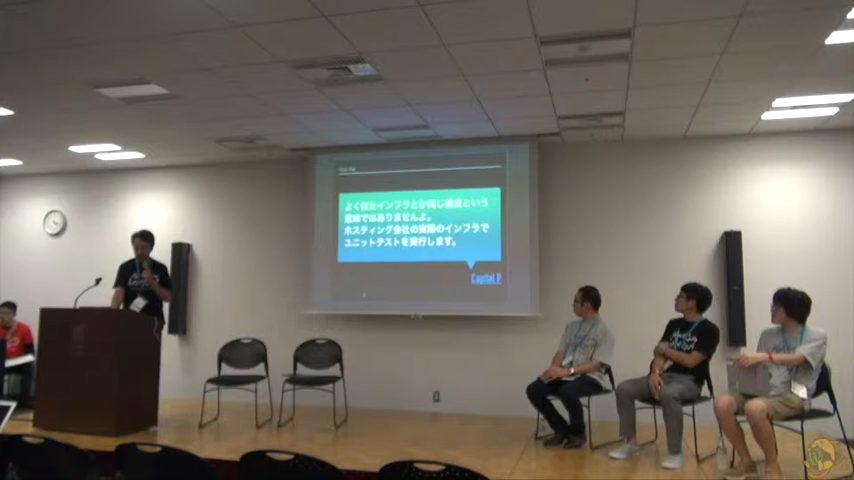 よく似たインフラとか同じ構成という
意味ではありませんよ。
ホスティング会社の実際のインフラで
ユニットテストを実行します。
Capital P